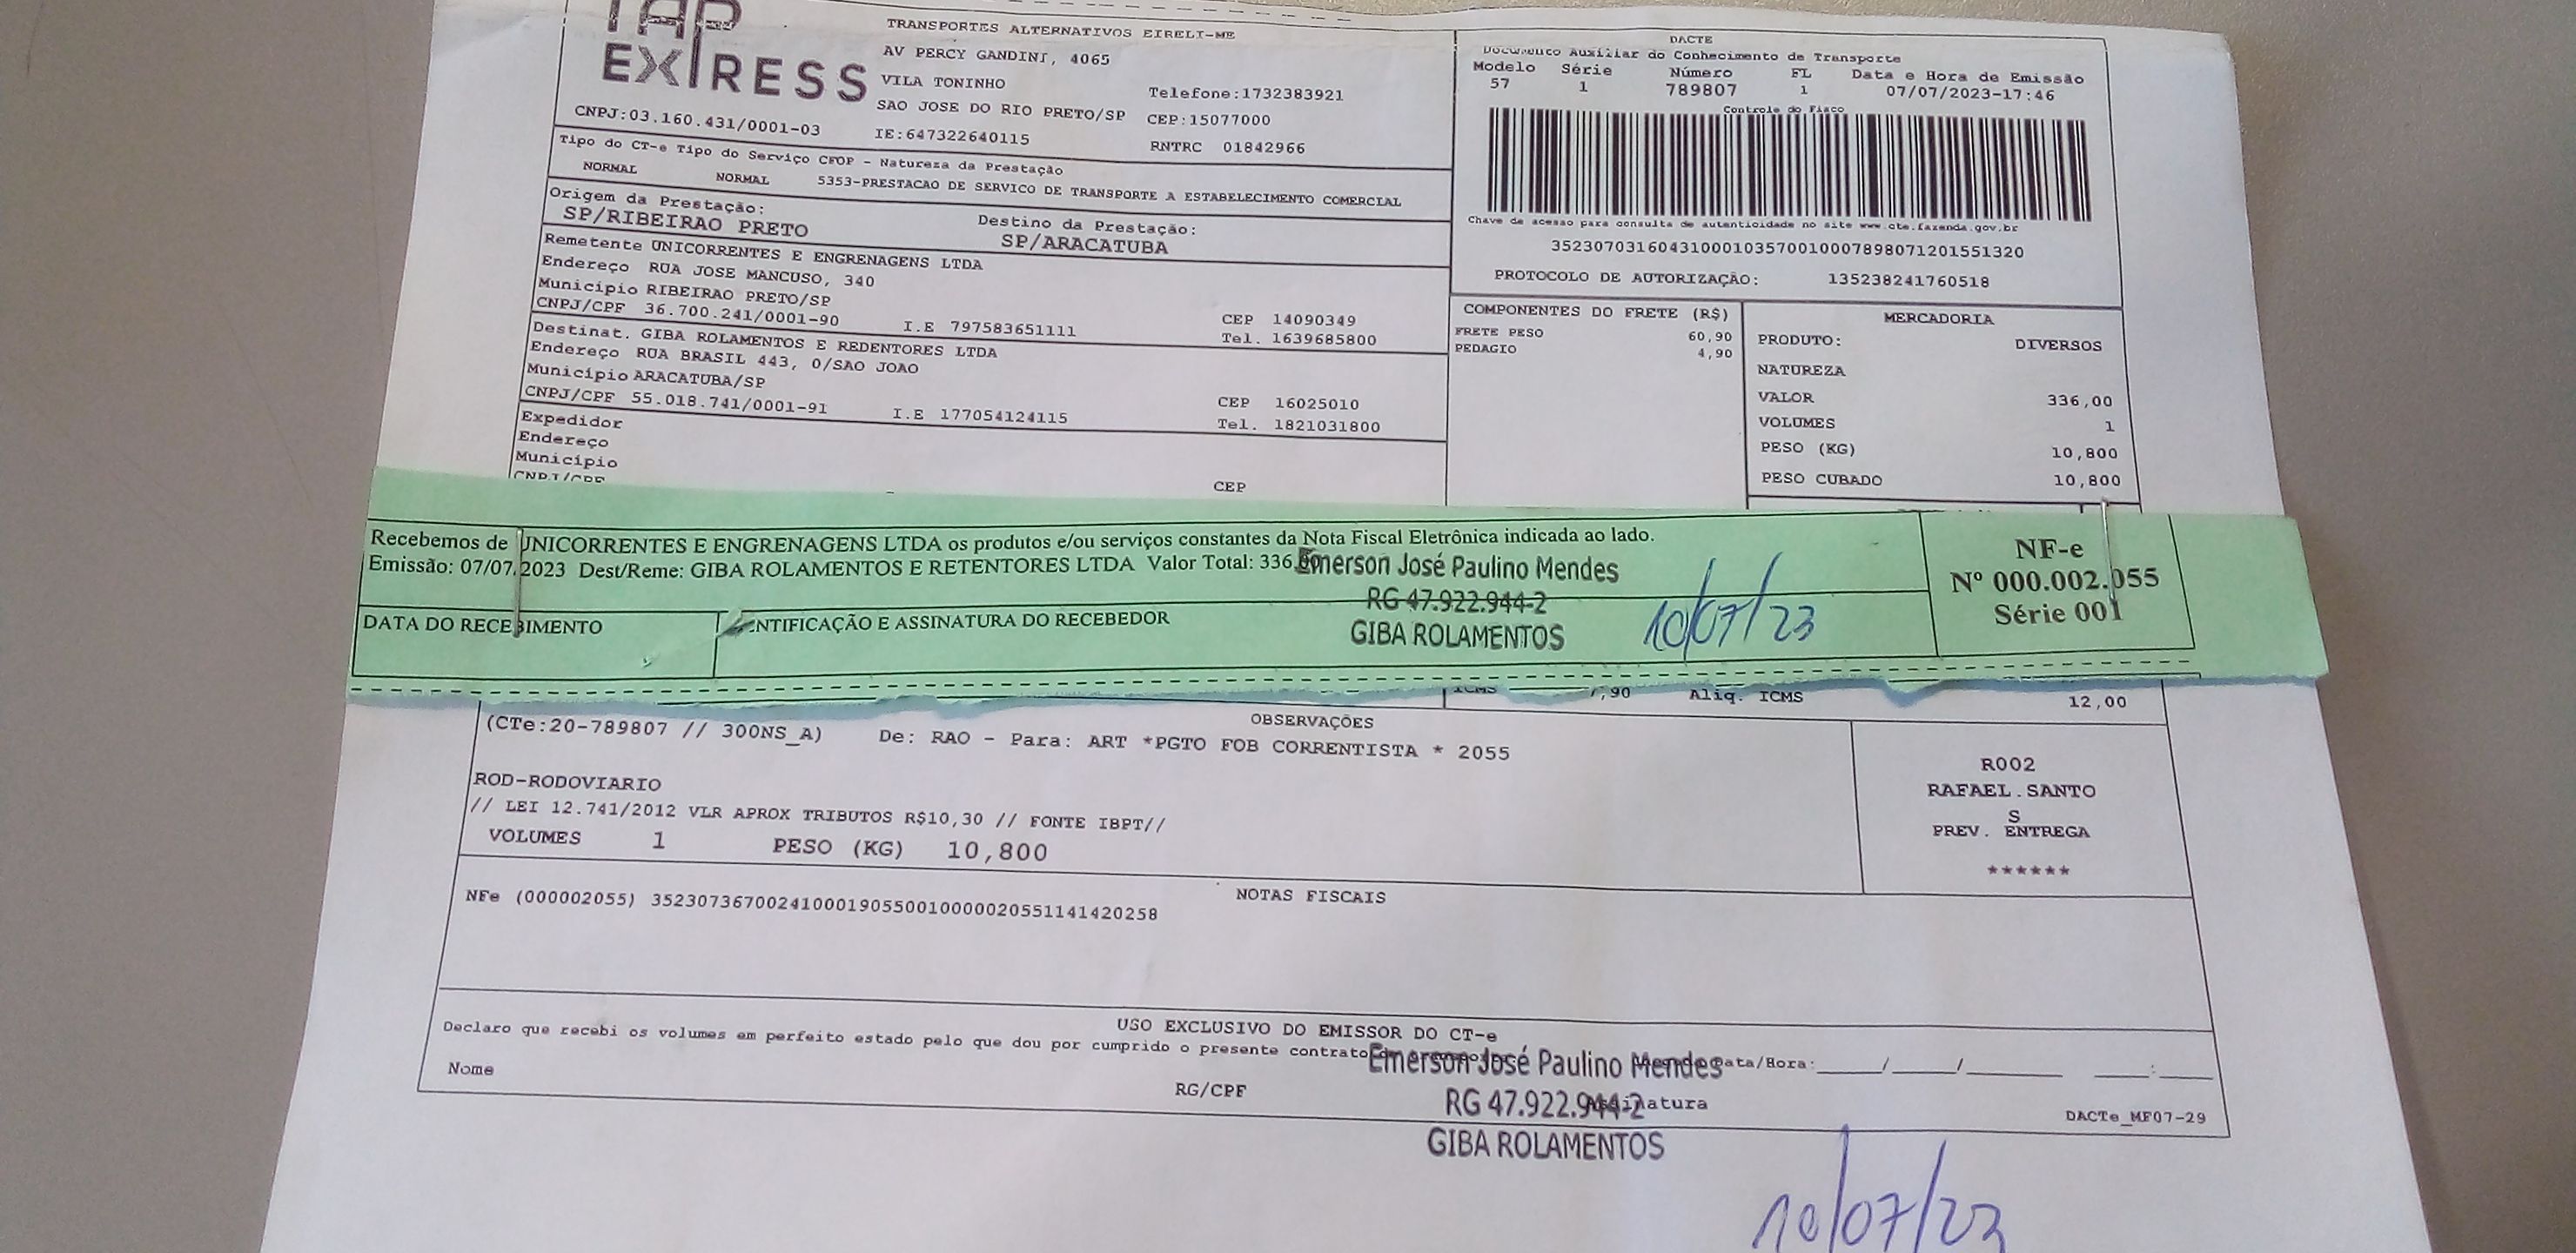 TAP
EXPRESS
TRANSPORTES ALTERNATIVOS EIRELI-ME
AV PERCY GANDINI, 4065
VILA TONINHO
Telefone:1732383921
SAO JOSE DO RIO PRETO/SP CEP:15077000
CNPJ:03.160.431/0001-03 IE:647322640115 RNTRC 01842966
Tipo do CT-e Tipo do Serviço CFOP - Natureza da Prestação
NORMAL NORMAL 5353-PRESTACAO DE SERVICO DE TRANSPORTE A ESTABELECIMENTO COMERCIAL
Origem da Prestação: Destino da Prestação:
SP/RIBEIRAO PRETO SP/ARACATUBA
Remetente UNICORRENTES E ENGRENAGENS LTDA
Endereço RUA JOSE MANCUSO, 340
Município RIBEIRAO PRETO/SP CEP 14090349
CNPJ/CPF 36.700.241/0001-90 I.E 797583651111 Tel. 1639685800
Destinat. GIBA ROLAMENTOS E REDENTORES LTDA
Endereço RUA BRASIL 443, 0/SAO JOAO
Município ARACATUBA/SP CEP 16025010
CNPJ/CPF 55.018.741/0001-91 I.E 177054124115 Tel. 1821031800
Expedidor
Endereço
Município
CNPJ/CPF CEP
DACTE
Documento Auxiliar do Conhecimento de Transporte
Modelo Série Número FL Data e Hora de Emissão
57 1 789807 1 07/07/2023-17:46
Controle do Fisco
Chave de acesso para consulta de autenticidade no site www.cte.fazenda.gov.br
35230703160431000103570010007898071201551320
PROTOCOLO DE AUTORIZAÇÃO: 135238241760518
COMPONENTES DO FRETE (R$)
FRETE PESO 60,90
PEDAGIO 4,90
MERCADORIA
PRODUTO: DIVERSOS
NATUREZA
VALOR 336,00
VOLUMES 1
PESO (KG) 10,800
PESO CUBADO 10,800
Recebemos de UNICORRENTES E ENGRENAGENS LTDA os produtos e/ou serviços constantes da Nota Fiscal Eletrônica indicada ao lado.
Emissão: 07/07/2023 Dest/Reme: GIBA ROLAMENTOS E RETENTORES LTDA Valor Total: 336
Emerson José Paulino Mendes
RG 47.922.944-2
GIBA ROLAMENTOS
10/07/23
DATA DO RECEBIMENTO
ENTIFICAÇÃO E ASSINATURA DO RECEBEDOR
NF-e
Nº 000.002.055
Série 001
ICMS 7,90 Aliq. ICMS 12,00
OBSERVAÇÕES
(CTe:20-789807 // 300NS_A) De: RAO - Para: ART *PGTO FOB CORRENTISTA * 2055
ROD-RODOVIARIO
// LEI 12.741/2012 VLR APROX TRIBUTOS R$10,30 // FONTE IBPT//
VOLUMES 1 PESO (KG) 10,800
R002
RAFAEL.SANTO
S
PREV. ENTREGA
******
NOTAS FISCAIS
NFe (000002055) 35230736700241000190550010000020551141420258
USO EXCLUSIVO DO EMISSOR DO CT-e
Declaro que recebi os volumes em perfeito estado pelo que dou por cumprido o presente contrato
Data/Hora:____/____/______ ____:____
Nome RG/CPF Assinatura
Emerson José Paulino Mendes
RG 47.922.944-2
GIBA ROLAMENTOS
DACTe_MF07-29
10/07/23